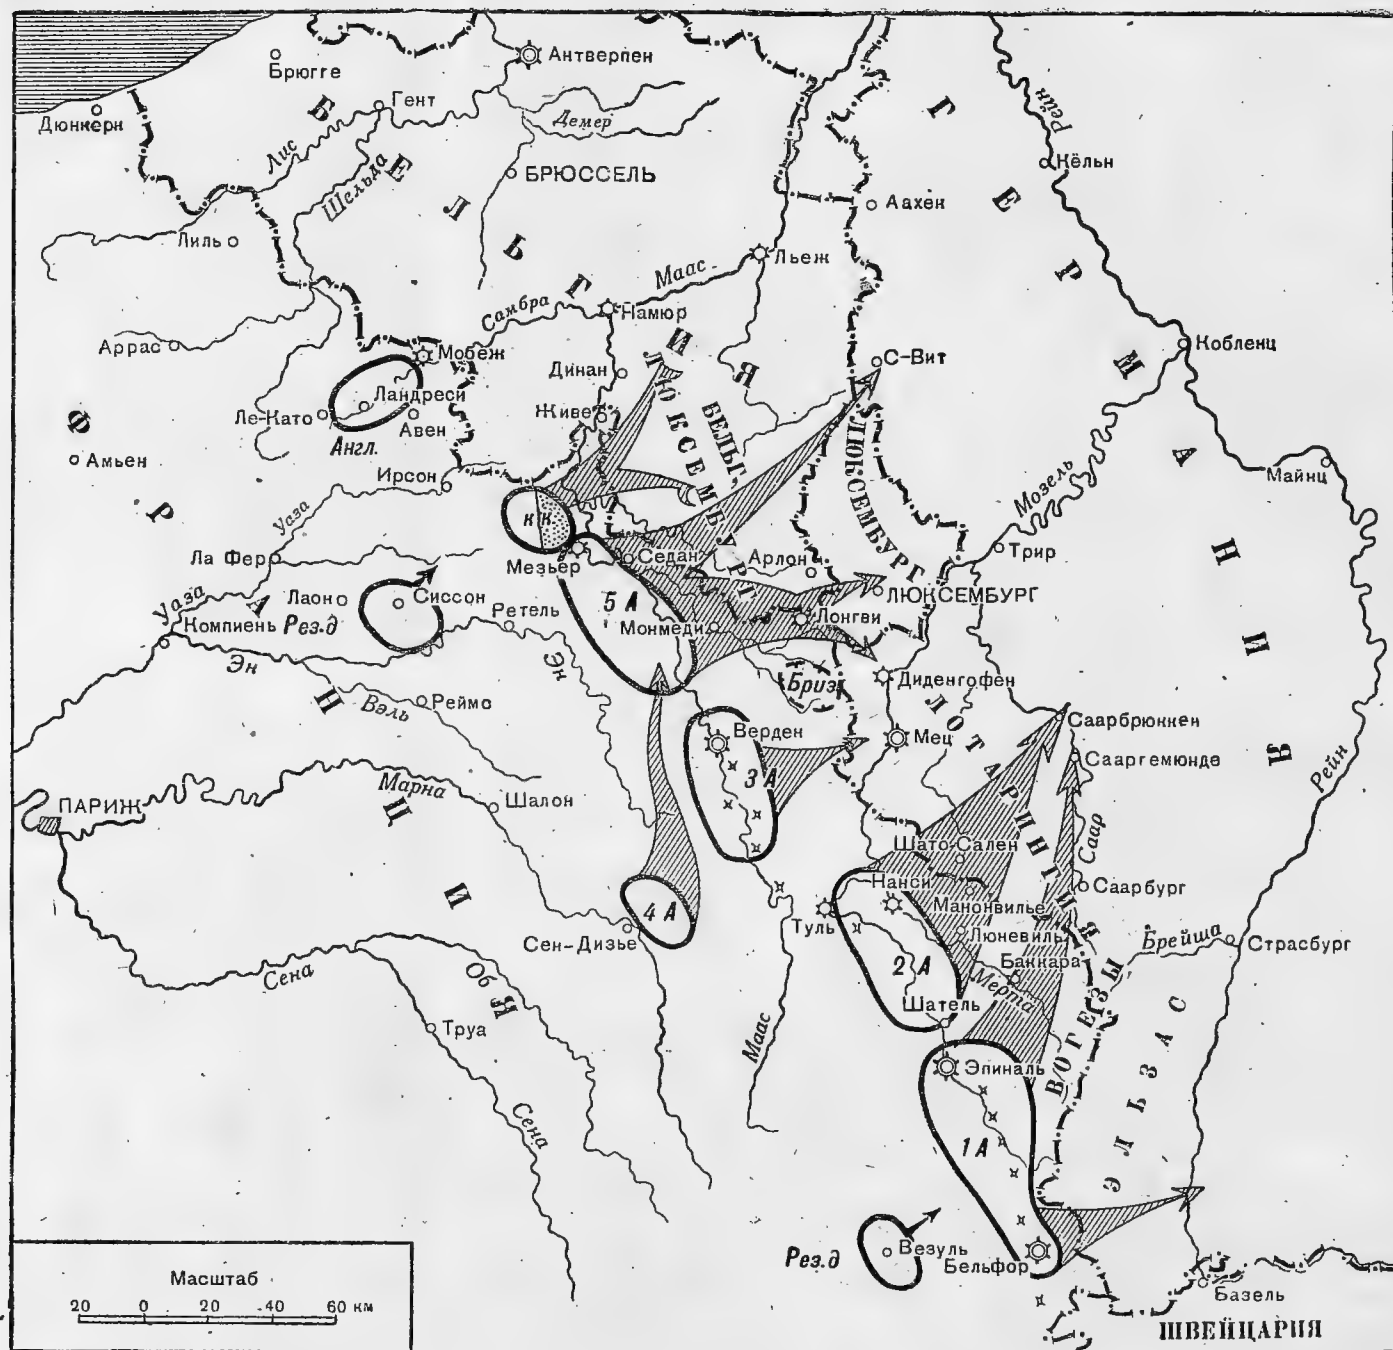 Антверпен
Брюгге
Гент
Дюнкерк
Демер
Лис
Шельда
БРЮССЕЛЬ
Рейн
Кёльн
Аахен
Лиль
Льеж
Маас
Самбра
Намюр
БЕЛЬГИЯ
ГЕРМАНИЯ
Аррас
Мобеж
Динан
С-Вит
Кобленц
Ландреси
Ле-Като
Авен
Англ.
Живе
ЛЮКСЕМБУРГ
БЕЛЬГ.
ЛЮКСЕМБУРГ
Амьен
ФРАНЦИЯ
Ирсон
Майнц
Мозель
Уаза
К К
Ла Фер
Мезьер
Седан
Арлон
Трир
Уаза
Лаон
Сиссон
Ретель
5 А
ЛЮКСЕМБУРГ
Компиень
Рез.д
Монмеди
Лонгви
Эн
Эн
Бриэ
Диденгофен
Вэль
Реймс
ЛОТАРИНГИЯ
Саарбрюккен
Верден
Мец
Сааргемюнде
3 А
Рейн
ПАРИЖ
Марна
Шалон
Шато-Сален
Саар
Нанси
Саарбург
4 А
Манонвилье
Туль
Сен-Дизье
Люневиль
Брейша
Страсбург
2 А
Баккара
Сена
Об
Мерта
Шатель
Труа
Маас
Эпиналь
ВОГЕЗЫ
ЭЛЬЗАС
Сена
1 А
Рез.д
Везуль
Бельфор
Масштаб
20 0 20 40 60 км
Базель
ШВЕЙЦАРИЯ